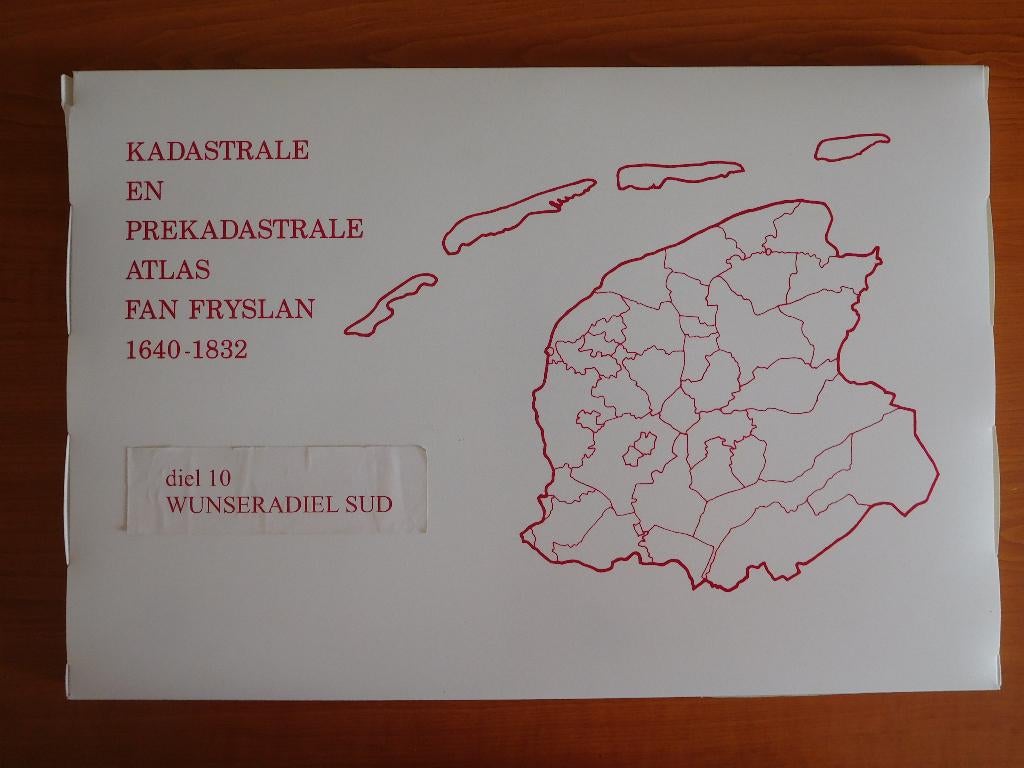 KADASTRALE
EN
PREKADASTRALE
ATLAS
FAN FRYSLAN
1640-1832
diel 10
WUNSERADIEL SUD